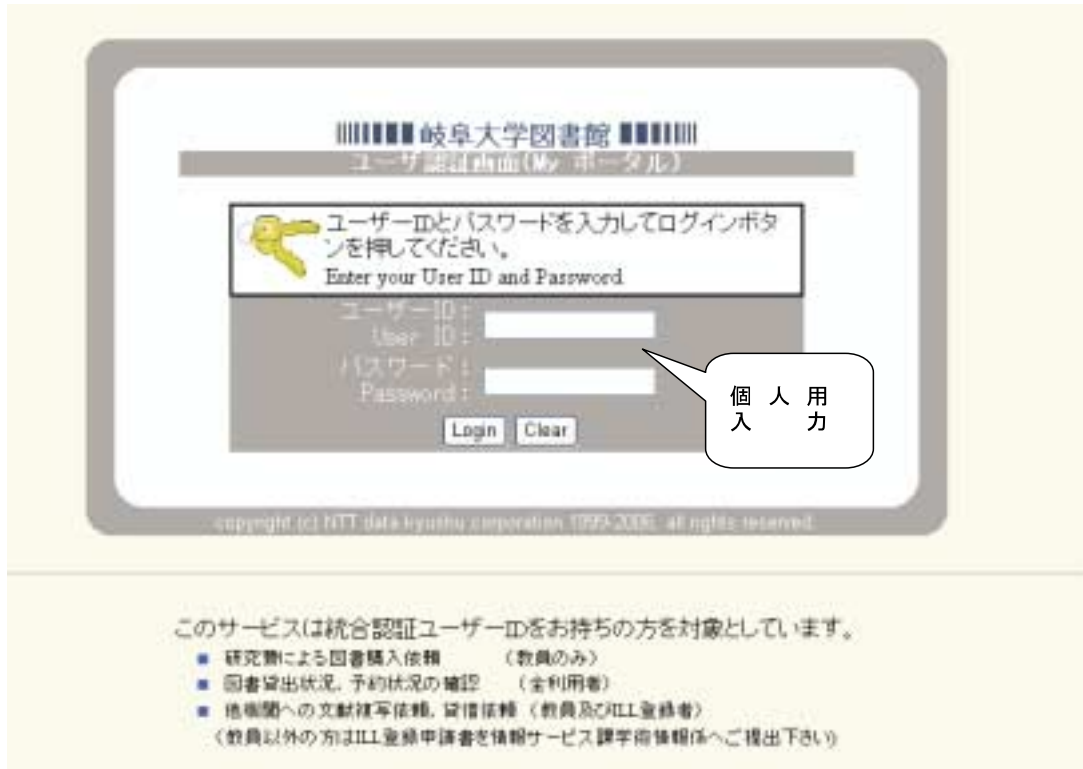 岐阜大学図書館
ユーザ認証画面(My ポータル)
ユーザーIDとパスワードを入力してログインボタ
ンを押してください。
Enter your User ID and Password
ユーザーID:
User ID:
パスワード:
Password:
個 人 用
入 力
Login Clear
copyright (c) NTT data kyushu corporation 1999-2006, all rights reserved.
このサービスは統合認証ユーザーIDをお持ちの方を対象としています。
研究費による図書購入依頼 (教員のみ)
図書貸出状況, 予約状況の確認 (全利用者)
他機関への文献複写依頼, 貸借依頼 (教員及びILL登録者)
(教員以外の方はILL登録申請書を情報サービス課学術情報係へご提出下さい)